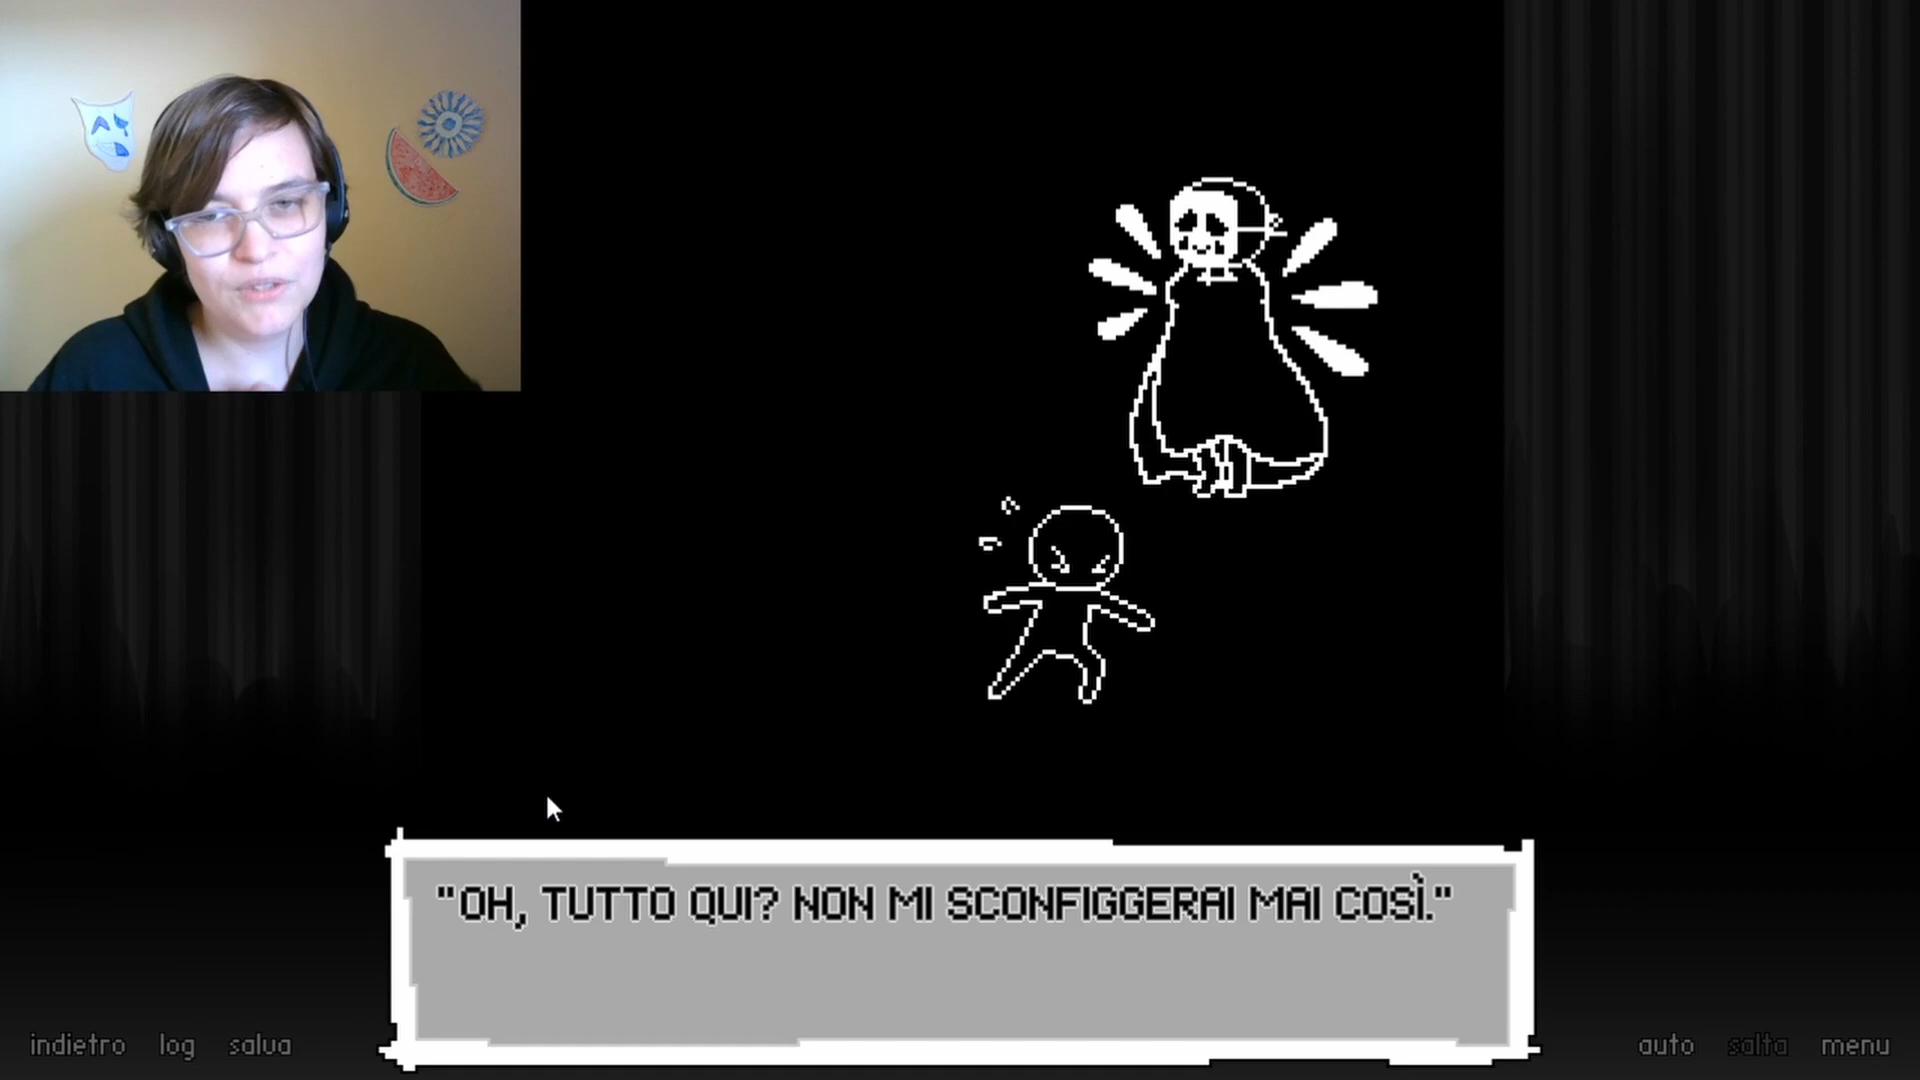 "OH, TUTTO QUI? NON MI SCONFIGGERAI MAI COSÌ."
indietro log salva
auto salta menu